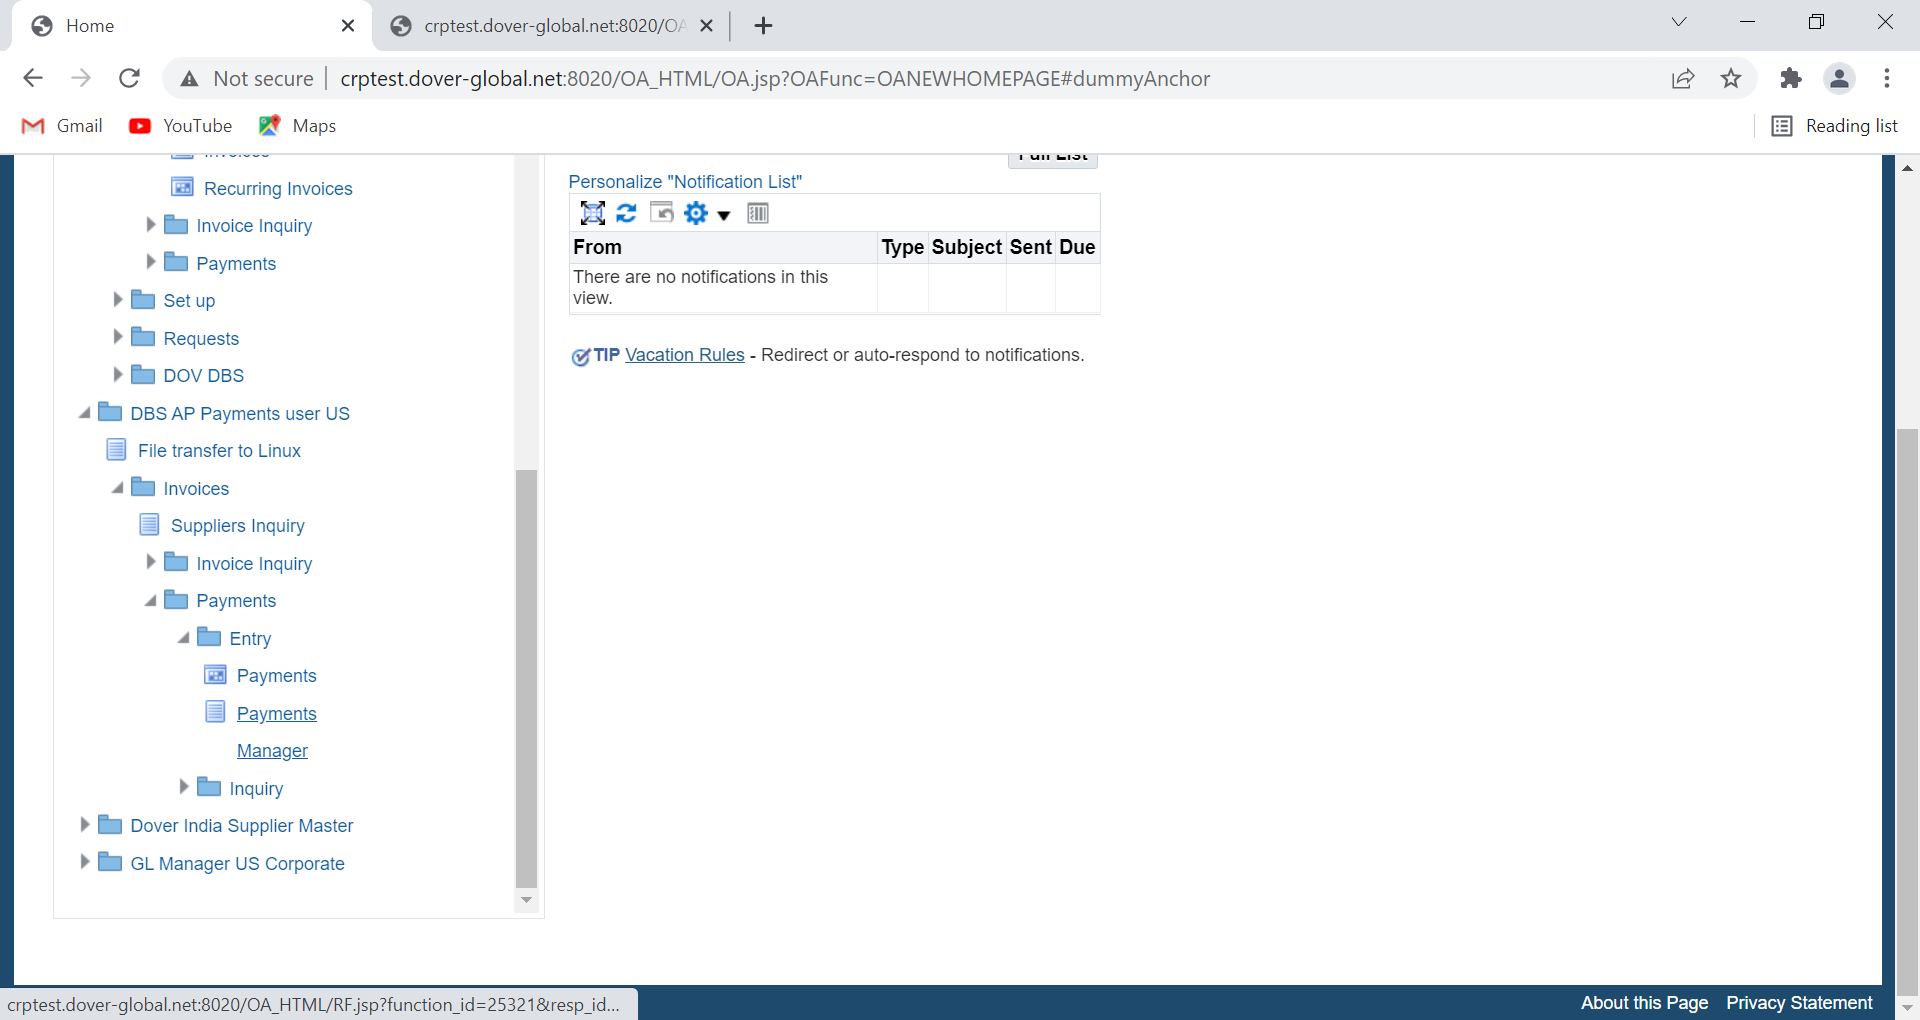 Home
crptest.dover-global.net:8020/OA
Not secure
crptest.dover-global.net:8020/OA_HTML/OA.jsp?OAFunc=OANEWHOMEPAGE#dummyAnchor
Gmail
YouTube
Maps
Reading list
Invoices
Recurring Invoices
Invoice Inquiry
Payments
Set up
Requests
DOV DBS
DBS AP Payments user US
File transfer to Linux
Invoices
Suppliers Inquiry
Invoice Inquiry
Payments
Entry
Payments
Payments
Manager
Inquiry
Dover India Supplier Master
GL Manager US Corporate
Full List
Personalize "Notification List"
From Type Subject Sent Due
There are no notifications in this
view.
TIP Vacation Rules - Redirect or auto-respond to notifications.
crptest.dover-global.net:8020/OA_HTML/RF.jsp?function_id=25321&resp_id...
About this Page Privacy Statement